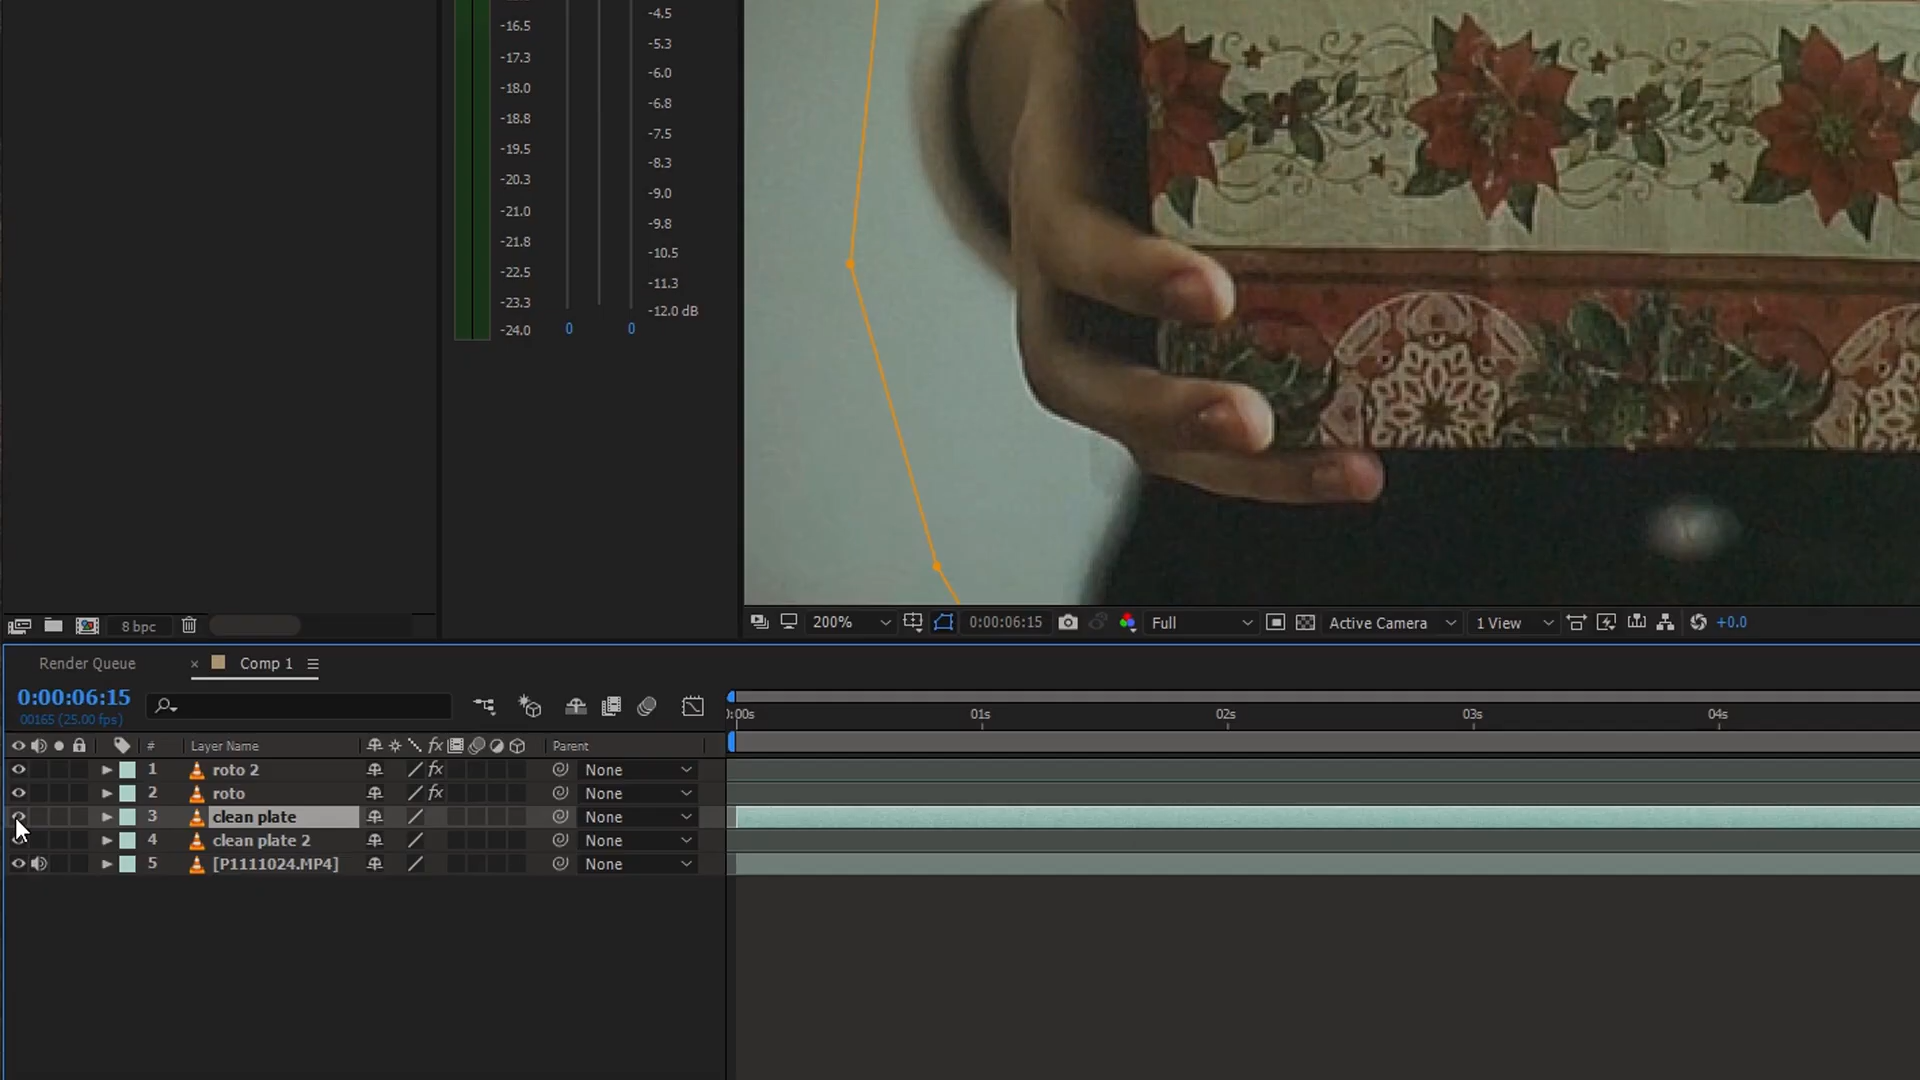 -16.5
-17.3
-18.0
-18.8
-19.5
-20.3
-21.0
-21.8
-22.5
-23.3
-24.0
0 0
-4.5
-5.3
-6.0
-6.8
-7.5
-8.3
-9.0
-9.8
-10.5
-11.3
-12.0 dB
8 bpc
200% 0:00:06:15 Full Active Camera 1 View +0.0
Render Queue × Comp 1
0:00:06:15
00165 (25.00 fps)
:00s 01s 02s 03s 04s
# Layer Name fx Parent
1 roto 2 fx None
2 roto fx None
3 clean plate None
4 clean plate 2 None
5 [P1111024.MP4] None